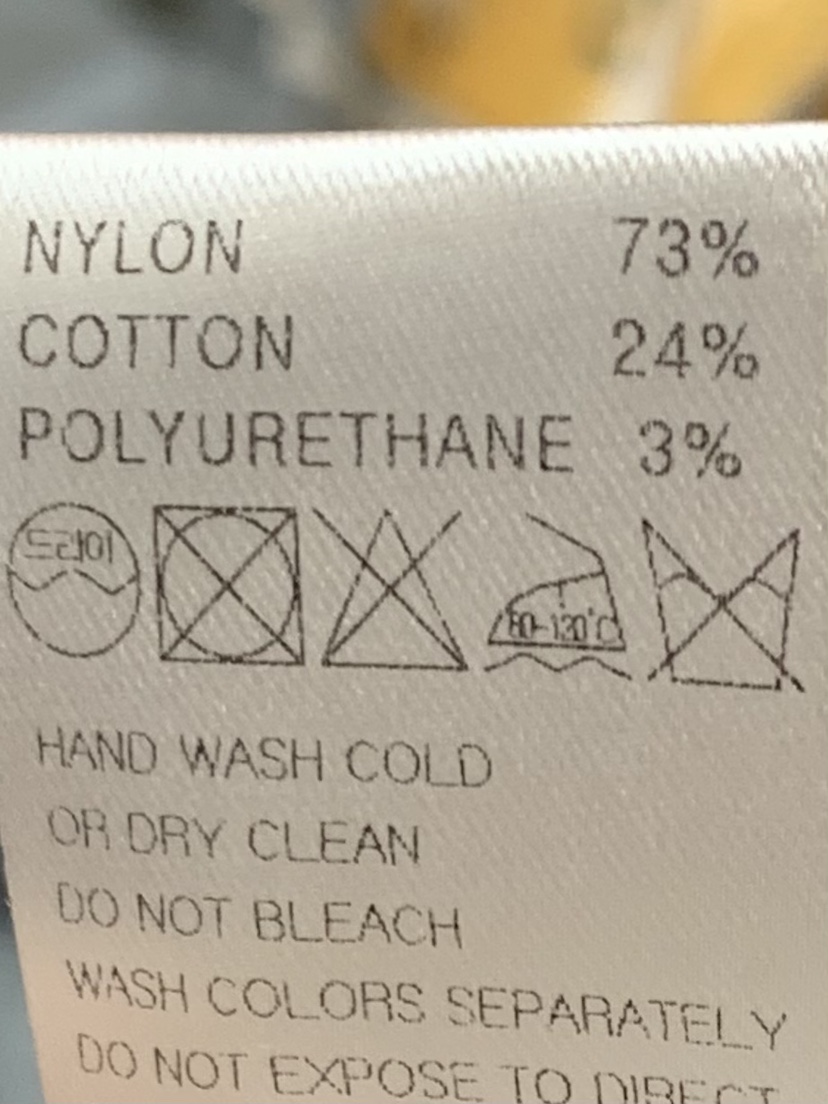 NYLON 73%
COTTON 24%
POLYURETHANE 3%
드라이
80-120°C
HAND WASH COLD
OR DRY CLEAN
DO NOT BLEACH
WASH COLORS SEPARATELY
DO NOT EXPOSE TO DIRECT